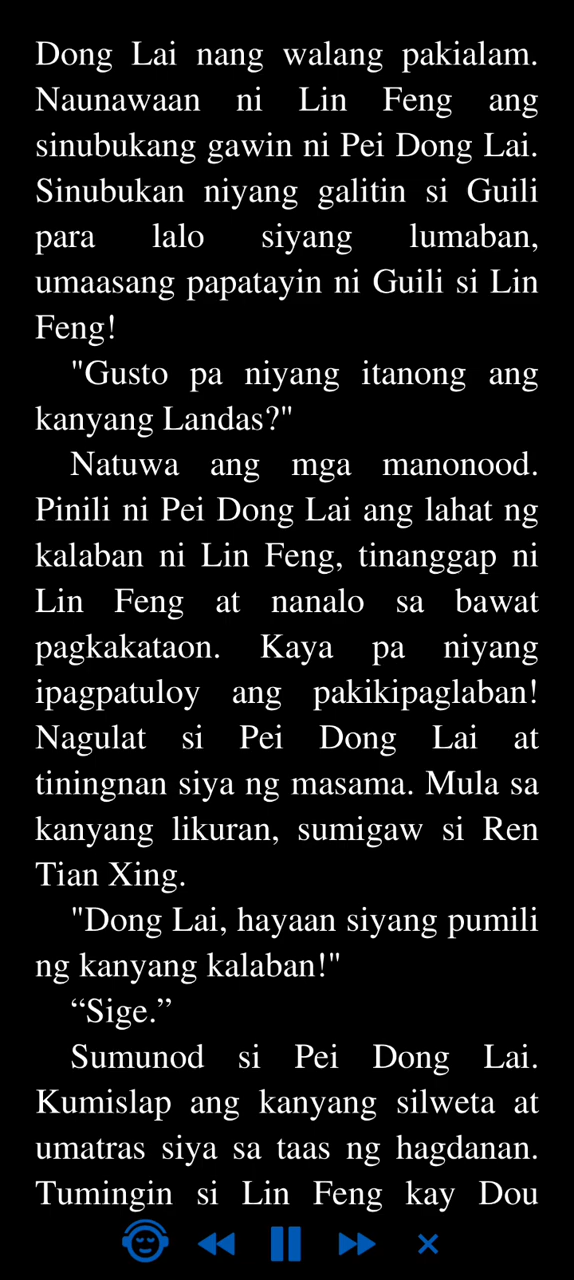 Dong Lai nang walang pakialam.
Naunawaan ni Lin Feng ang
sinubukang gawin ni Pei Dong Lai.
Sinubukan niyang galitin si Guili
para lalo siyang lumaban,
umaasang papatayin ni Guili si Lin
Feng!
"Gusto pa niyang itanong ang
kanyang Landas?"
Natuwa ang mga manonood.
Pinili ni Pei Dong Lai ang lahat ng
kalaban ni Lin Feng, tinanggap ni
Lin Feng at nanalo sa bawat
pagkakataon. Kaya pa niyang
ipagpatuloy ang pakikipaglaban!
Nagulat si Pei Dong Lai at
tiningnan siya ng masama. Mula sa
kanyang likuran, sumigaw si Ren
Tian Xing.
"Dong Lai, hayaan siyang pumili
ng kanyang kalaban!"
“Sige.”
Sumunod si Pei Dong Lai.
Kumislap ang kanyang silweta at
umatras siya sa taas ng hagdanan.
Tumingin si Lin Feng kay Dou